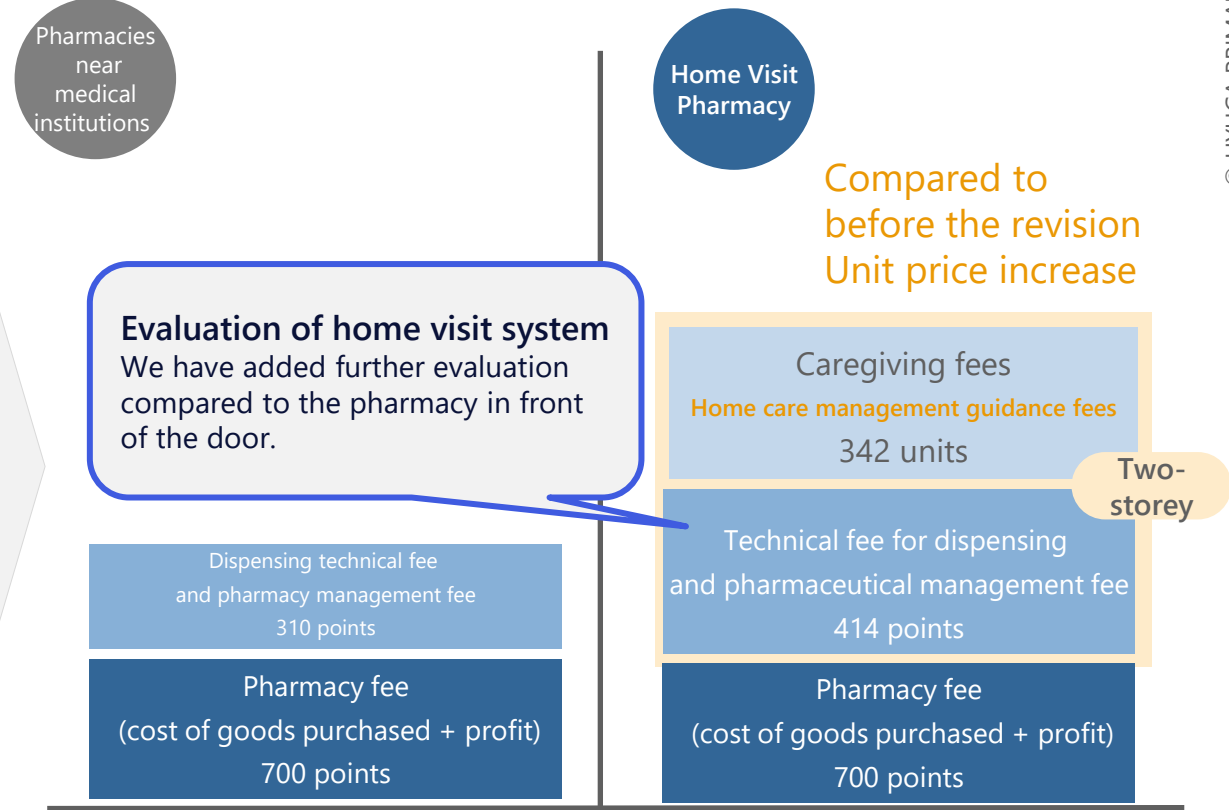 Pharmacies
near
medical
institutions
Home Visit
Pharmacy
Compared to
before the revision
Unit price increase
Evaluation of home visit system
We have added further evaluation
compared to the pharmacy in front
of the door.
Caregiving fees
Home care management guidance fees
342 units
Two-
storey
Dispensing technical fee
and pharmacy management fee
310 points
Technical fee for dispensing
and pharmaceutical management fee
414 points
Pharmacy fee
(cost of goods purchased + profit)
700 points
Pharmacy fee
(cost of goods purchased + profit)
700 points